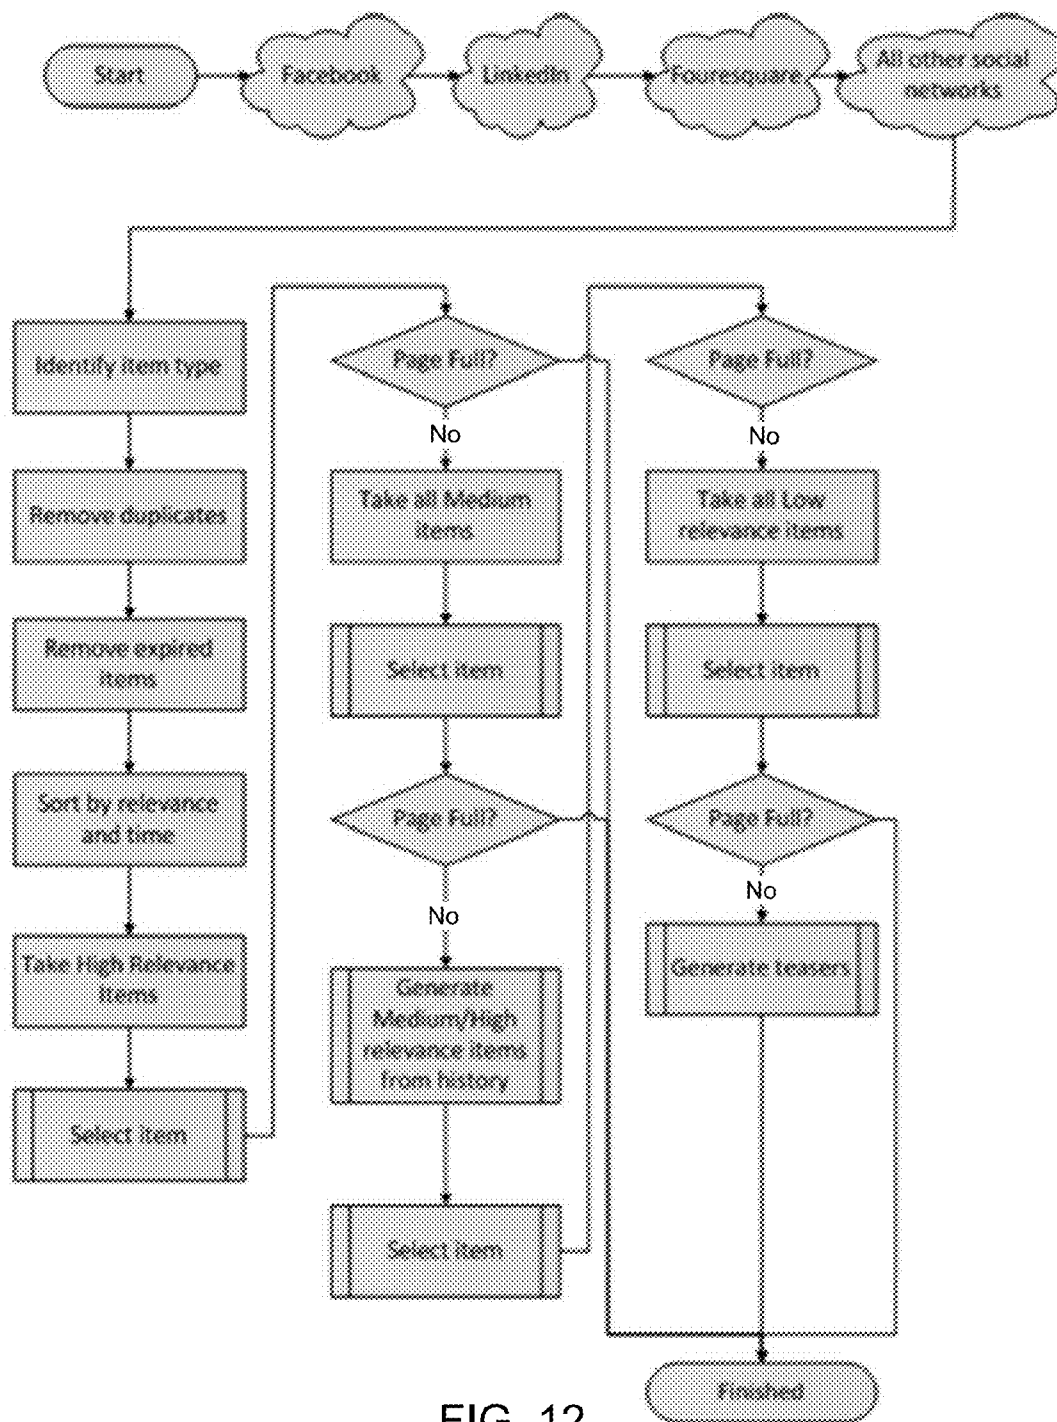 Start
Facebook
LinkedIn
Fouresquare
All other social
networks
Identify item type
Remove duplicates
Remove expired
items
Sort by relevance
and time
Take High Relevance
Items
Select item
Page Full?
No
Take all Medium
items
Select item
Page Full?
No
Generate
Medium/High
relevance items
from history
Select item
Page Full?
No
Take all Low
relevance items
Select item
Page Full?
No
Generate teasers
Finished
FIG. 12